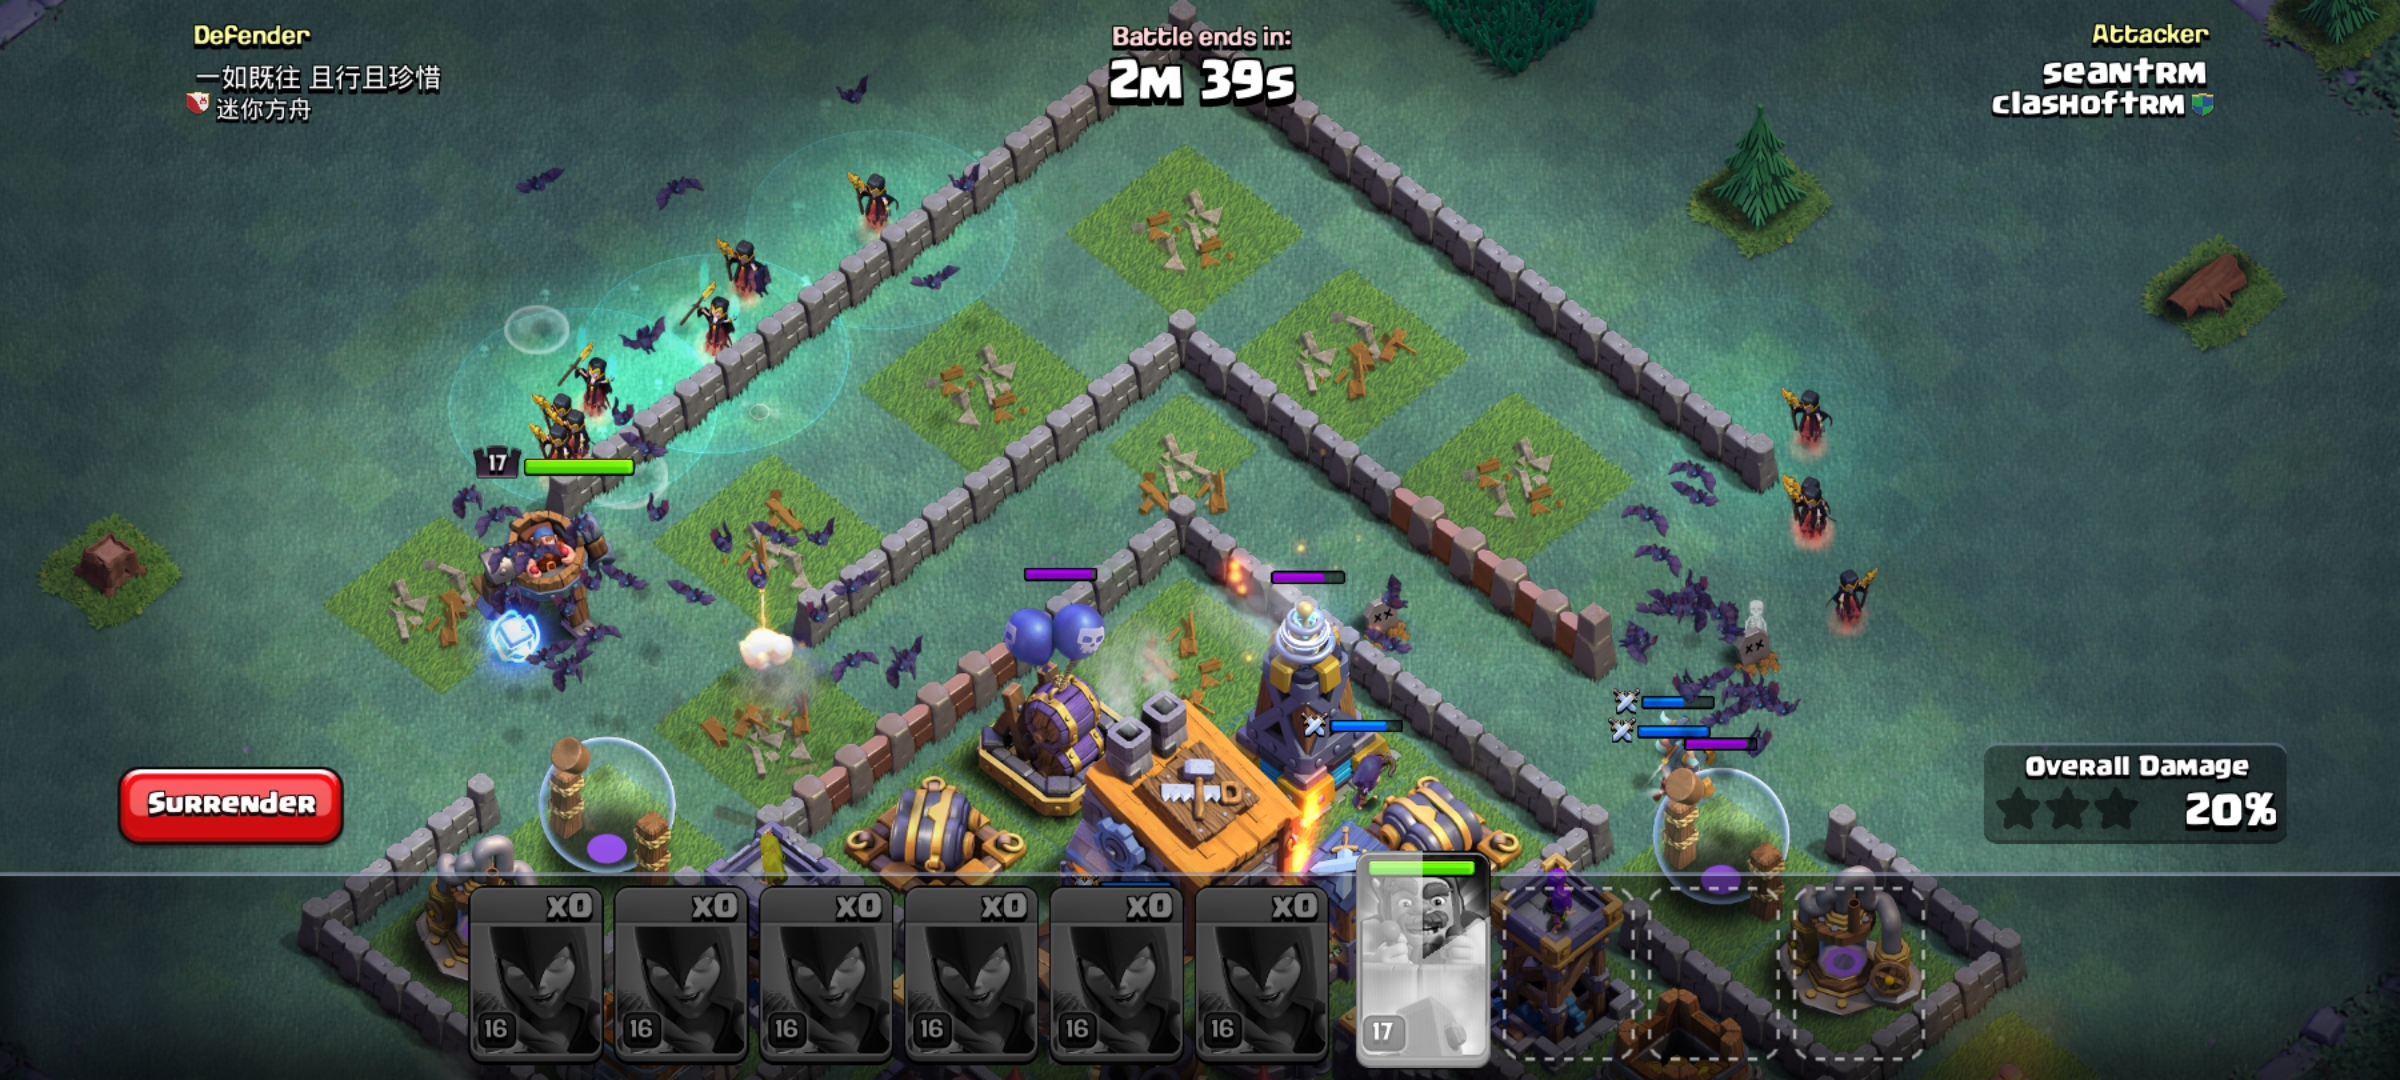 Defender
一如既往 且行且珍惜
迷你方舟
Battle ends in:
2M 39s
Attacker
seantRM
clashoftRM
17
Surrender
Overall Damage
20%
x0 x0 x0 x0 x0 x0
16 16 16 16 16 16 17